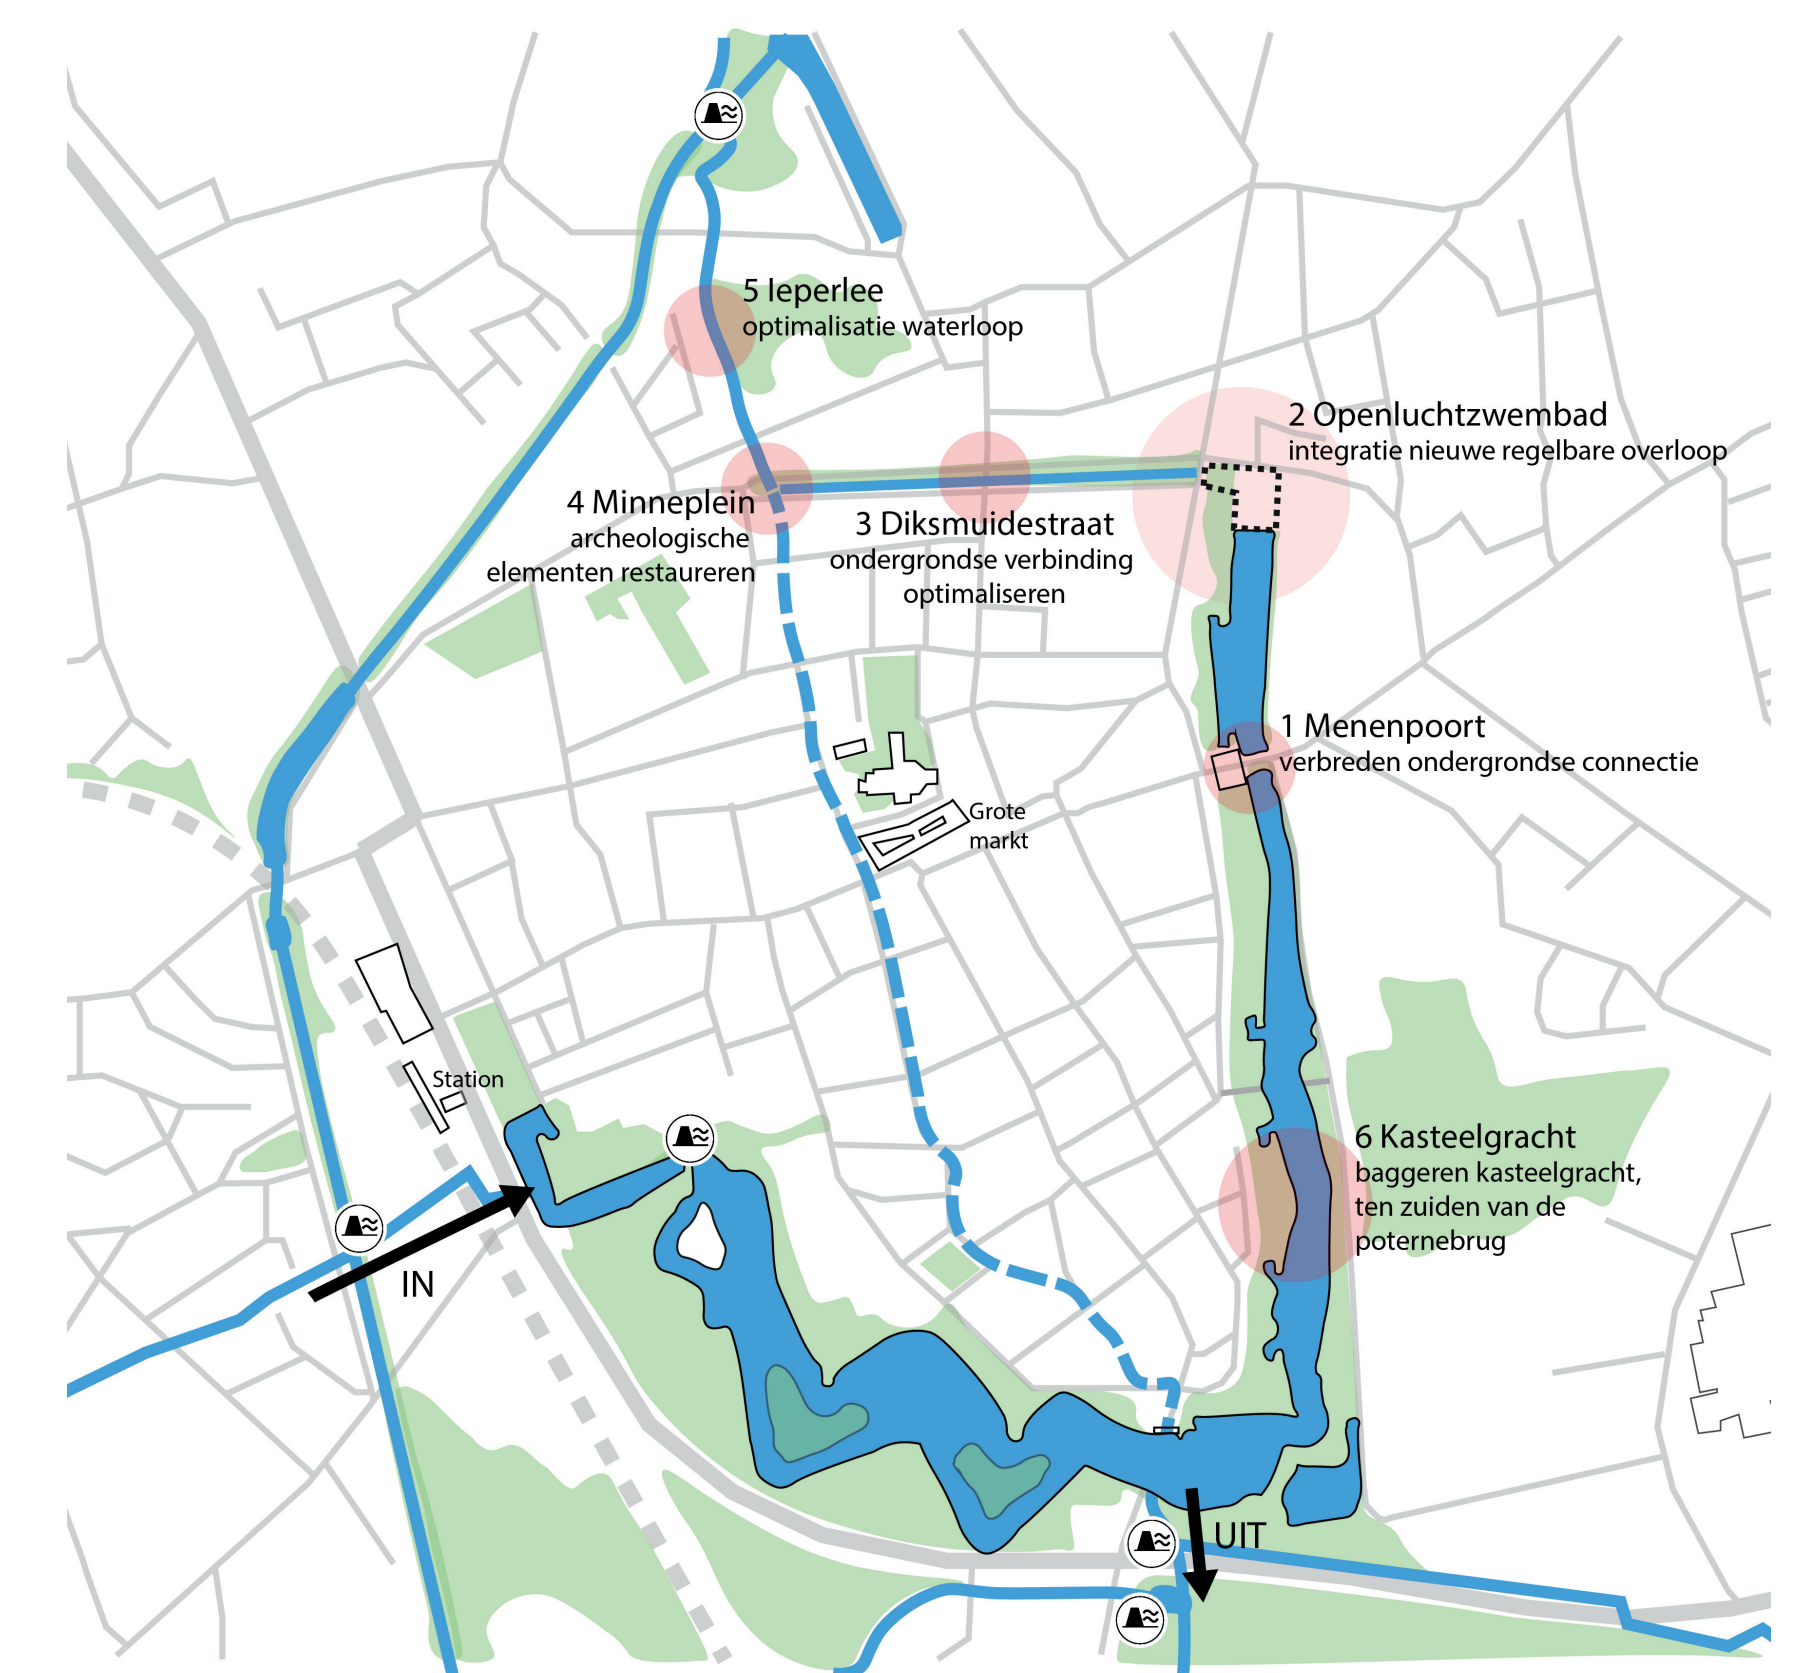 5 Ieperlee
optimalisatie waterloop
2 Openluchtzwembad
integratie nieuwe regelbare overloop
4 Minneplein
archeologische
elementen restaureren
3 Diksmuidestraat
ondergrondse verbinding
optimaliseren
1 Menenpoort
verbreden ondergrondse connectie
Grote
markt
Station
6 Kasteelgracht
baggeren kasteelgracht,
ten zuiden van de
poternebrug
IN
UIT